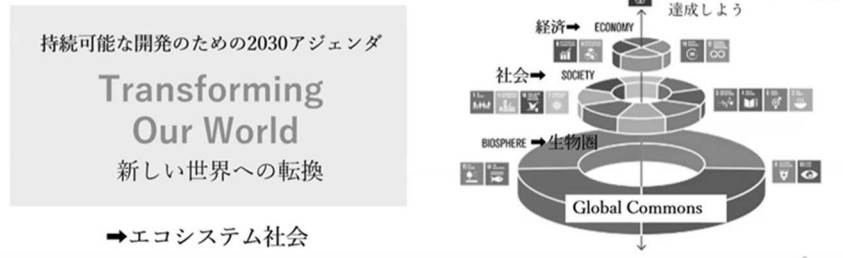 持続可能な開発のための2030アジェンダ
Transforming
Our World
新しい世界への転換
➡エコシステム社会
達成しよう
経済➡ ECONOMY
社会➡ SOCIETY
BIOSPHERE ➡生物圏
Global Commons